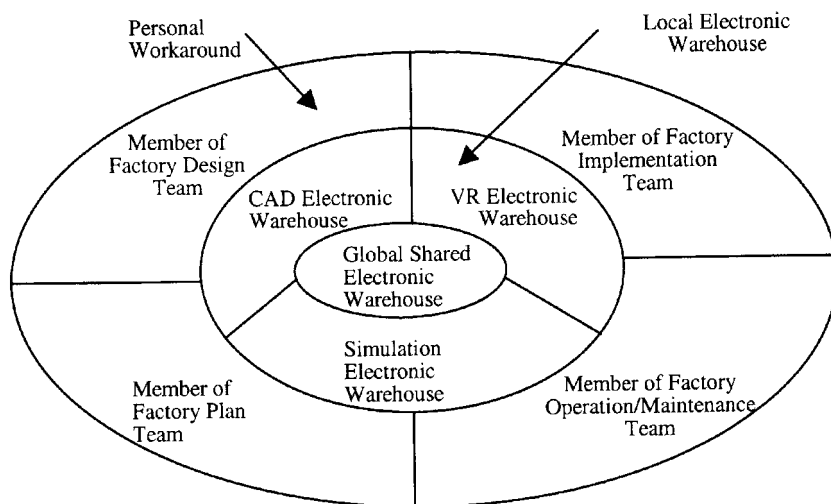 Personal
Workaround
Local Electronic
Warehouse
Member of
Factory Design
Team
Member of Factory
Implementation
Team
CAD Electronic
Warehouse
VR Electronic
Warehouse
Global Shared
Electronic
Warehouse
Simulation
Electronic
Warehouse
Member of
Factory Plan
Team
Member of Factory
Operation/Maintenance
Team